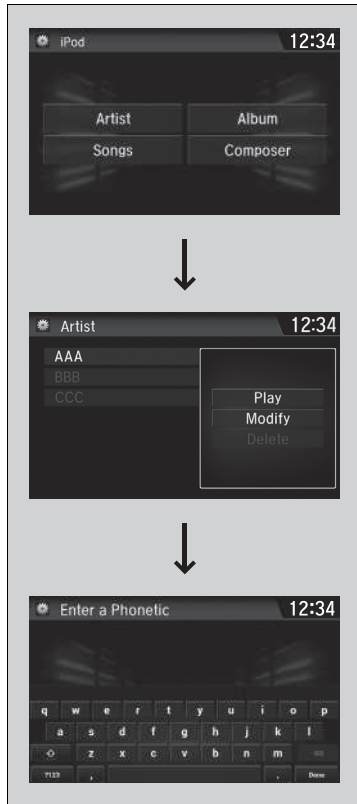 iPod 12:34
Artist Album
Songs Composer
Artist 12:34
AAA
BBB
CCC
Play
Modify
Delete
Enter a Phonetic 12:34
q w e r t y u i o p
a s d f g h j k l
z x c v b n m
?123 , . Done